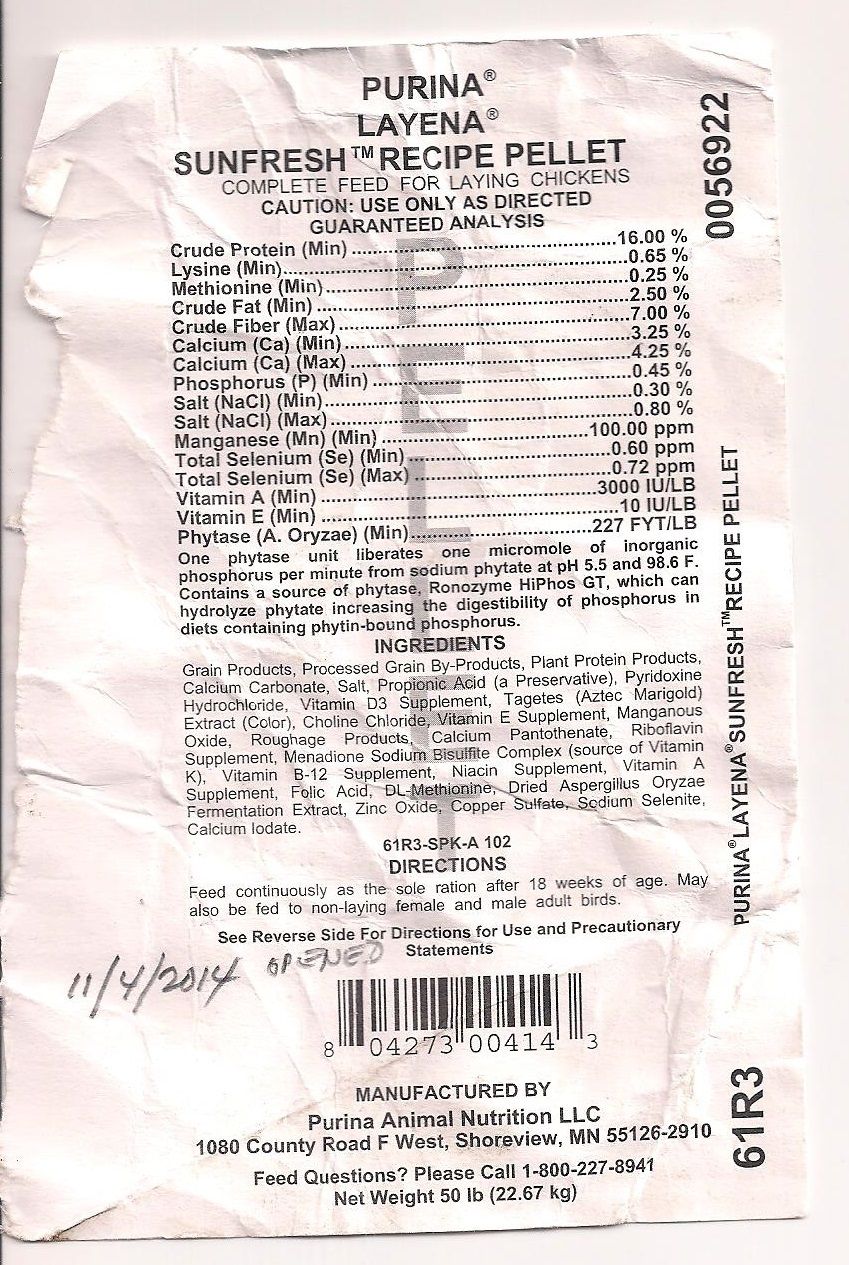 PURINA®
LAYENA®
SUNFRESH™ RECIPE PELLET
COMPLETE FEED FOR LAYING CHICKENS
CAUTION: USE ONLY AS DIRECTED
GUARANTEED ANALYSIS
Crude Protein (Min) ........ 16.00 %
Lysine (Min) ........ 0.65 %
Methionine (Min) ........ 0.25 %
Crude Fat (Min) ........ 2.50 %
Crude Fiber (Max) ........ 7.00 %
Calcium (Ca) (Min) ........ 3.25 %
Calcium (Ca) (Max) ........ 4.25 %
Phosphorus (P) (Min) ........ 0.45 %
Salt (NaCl) (Min) ........ 0.30 %
Salt (NaCl) (Max) ........ 0.80 %
Manganese (Mn) (Min) ........ 100.00 ppm
Total Selenium (Se) (Min) ........ 0.60 ppm
Total Selenium (Se) (Max) ........ 0.72 ppm
Vitamin A (Min) ........ 3000 IU/LB
Vitamin E (Min) ........ 10 IU/LB
Phytase (A. Oryzae) (Min) ........ 227 FYT/LB
One phytase unit liberates one micromole of inorganic
phosphorus per minute from sodium phytate at pH 5.5 and 98.6 F.
Contains a source of phytase, Ronozyme HiPhos GT, which can
hydrolyze phytate increasing the digestibility of phosphorus in
diets containing phytin-bound phosphorus.
INGREDIENTS
Grain Products, Processed Grain By-Products, Plant Protein Products,
Calcium Carbonate, Salt, Propionic Acid (a Preservative), Pyridoxine
Hydrochloride, Vitamin D3 Supplement, Tagetes (Aztec Marigold)
Extract (Color), Choline Chloride, Vitamin E Supplement, Manganous
Oxide, Roughage Products, Calcium Pantothenate, Riboflavin
Supplement, Menadione Sodium Bisulfite Complex (source of Vitamin
K), Vitamin B-12 Supplement, Niacin Supplement, Vitamin A
Supplement, Folic Acid, DL-Methionine, Dried Aspergillus Oryzae
Fermentation Extract, Zinc Oxide, Copper Sulfate, Sodium Selenite,
Calcium Iodate.
61R3-SPK-A 102
DIRECTIONS
Feed continuously as the sole ration after 18 weeks of age. May
also be fed to non-laying female and male adult birds.
See Reverse Side For Directions for Use and Precautionary
Statements
11/4/2014 OPENED
8 04273 00414 3
MANUFACTURED BY
Purina Animal Nutrition LLC
1080 County Road F West, Shoreview, MN 55126-2910
Feed Questions? Please Call 1-800-227-8941
Net Weight 50 lb (22.67 kg)
PELLET
0056922
PURINA® LAYENA® SUNFRESH™ RECIPE PELLET
61R3